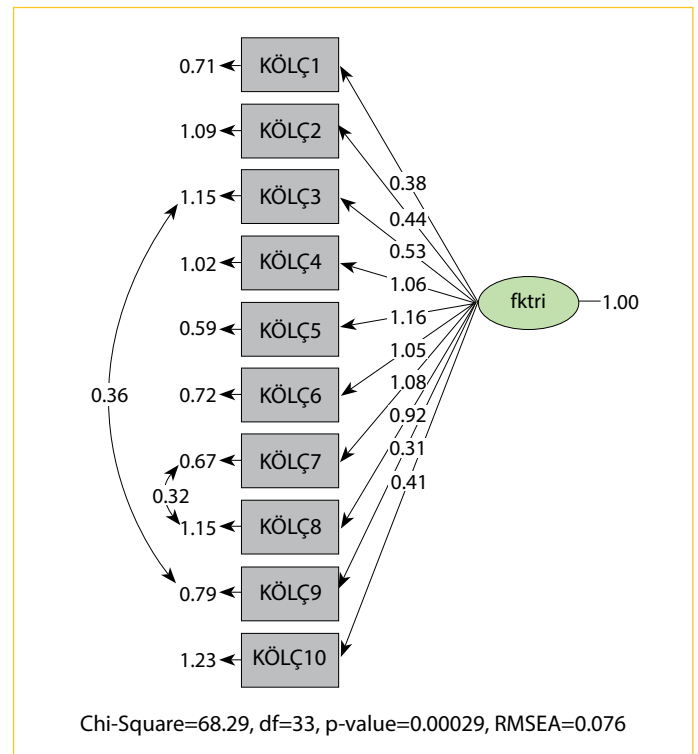 0.71 KÖLÇ1
1.09 KÖLÇ2
0.38
1.15 KÖLÇ3
0.44
0.53
1.02 KÖLÇ4
1.06
fktri 1.00
0.59 KÖLÇ5
1.16
1.05
0.36
0.72 KÖLÇ6
1.08
0.92
0.67 KÖLÇ7
0.31
0.32
0.41
1.15 KÖLÇ8
0.79 KÖLÇ9
1.23 KÖLÇ10
Chi-Square=68.29, df=33, p-value=0.00029, RMSEA=0.076